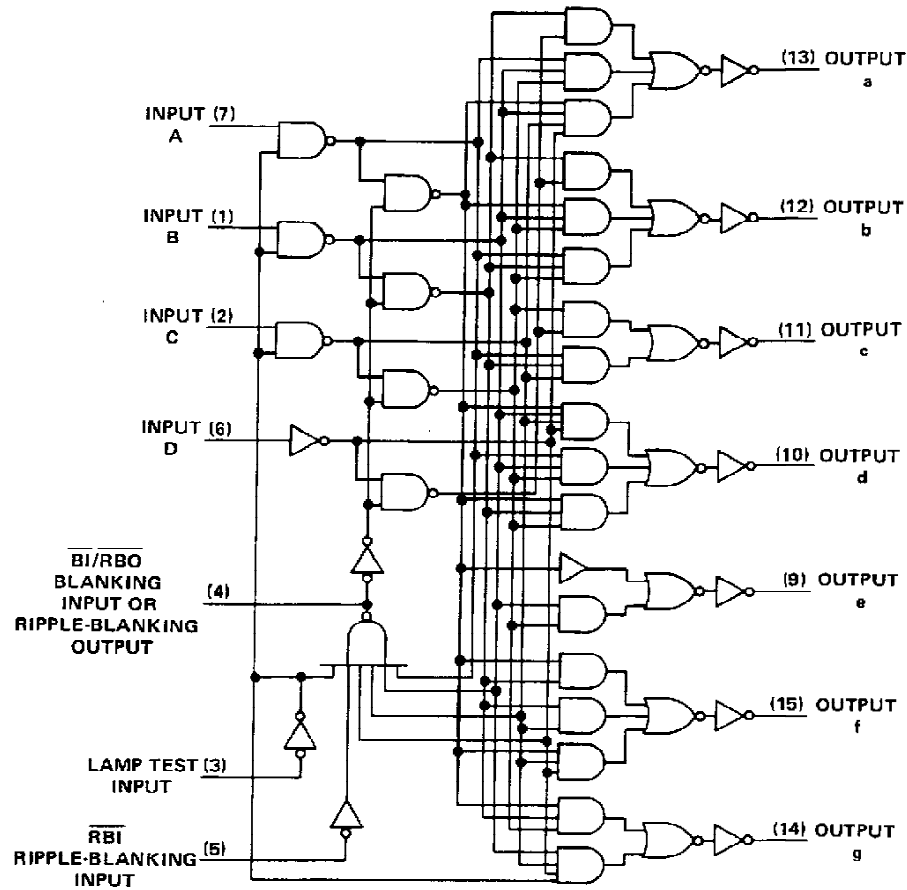 (13) OUTPUT
a
INPUT (7)
A
(12) OUTPUT
b
INPUT (1)
B
INPUT (2)
C
(11) OUTPUT
c
INPUT (6)
D
(10) OUTPUT
d
BI/RBO
BLANKING (4)
INPUT OR
RIPPLE-BLANKING
OUTPUT
(9) OUTPUT
e
(15) OUTPUT
f
LAMP TEST (3)
INPUT
RBI
RIPPLE-BLANKING (5)
INPUT
(14) OUTPUT
g